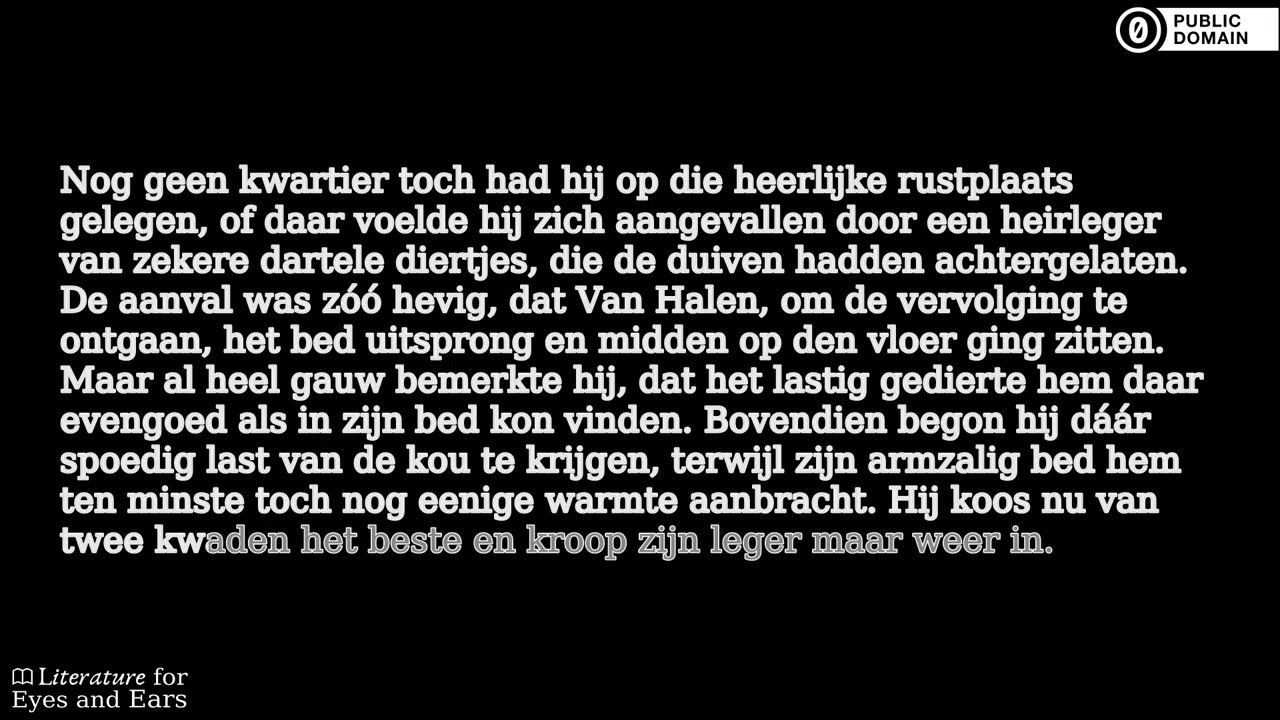 PUBLIC
DOMAIN
Nog geen kwartier toch had hij op die heerlijke rustplaats
gelegen, of daar voelde hij zich aangevallen door een heirleger
van zekere dartele diertjes, die de duiven hadden achtergelaten.
De aanval was zóó hevig, dat Van Halen, om de vervolging te
ontgaan, het bed uitsprong en midden op den vloer ging zitten.
Maar al heel gauw bemerkte hij, dat het lastig gedierte hem daar
evengoed als in zijn bed kon vinden. Bovendien begon hij dáár
spoedig last van de kou te krijgen, terwijl zijn armzalig bed hem
ten minste toch nog eenige warmte aanbracht. Hij koos nu van
twee kwaden het beste en kroop zijn leger maar weer in.
Literature for
Eyes and Ears